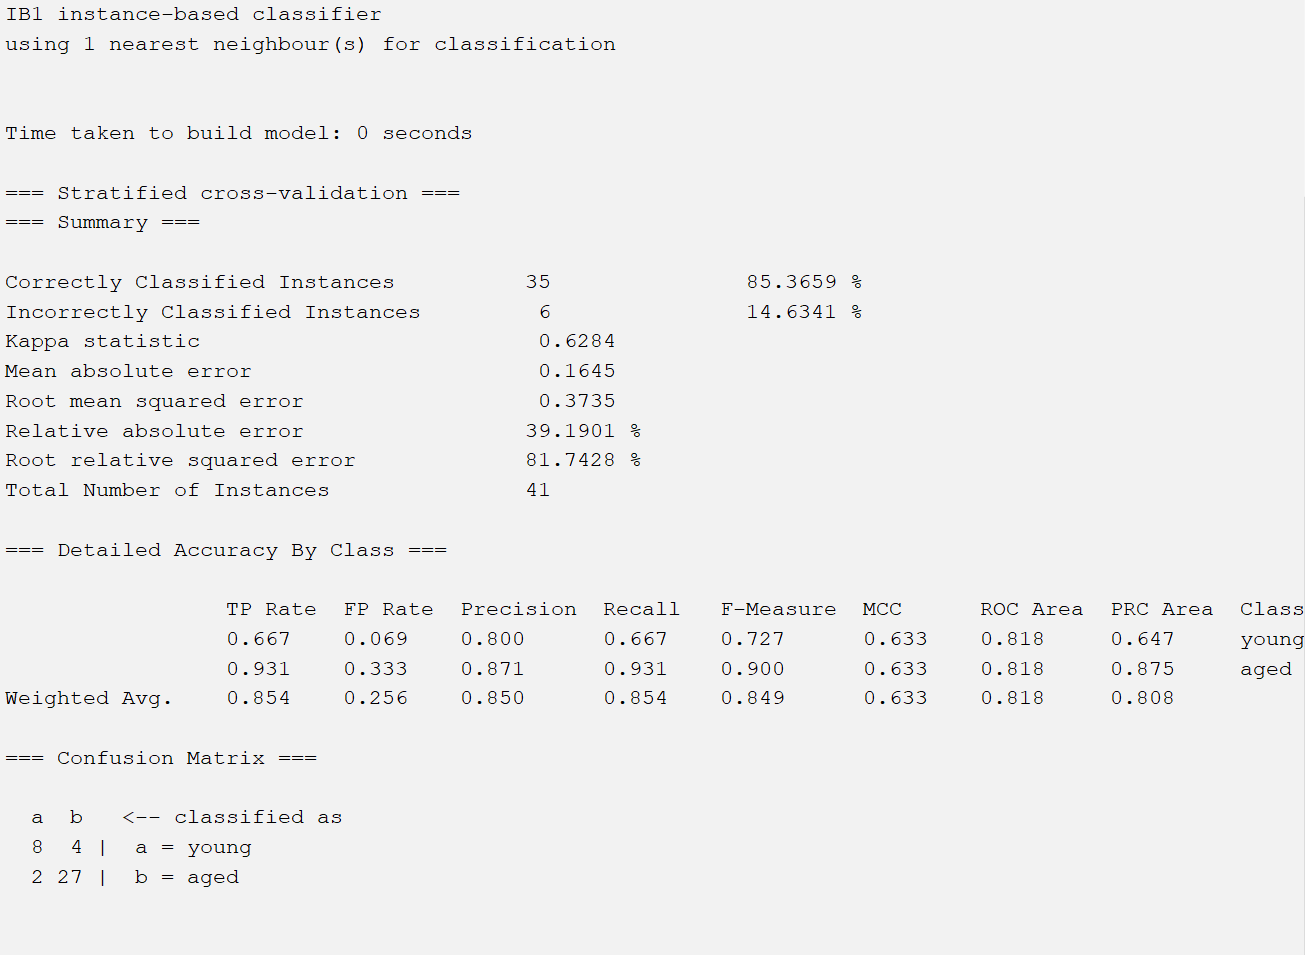 IB1 instance-based classifier
using 1 nearest neighbour(s) for classification
Time taken to build model: 0 seconds
=== Stratified cross-validation ===
=== Summary ===
Correctly Classified Instances          35               85.3659 %
Incorrectly Classified Instances         6               14.6341 %
Kappa statistic                          0.6284
Mean absolute error                      0.1645
Root mean squared error                  0.3735
Relative absolute error                 39.1901 %
Root relative squared error             81.7428 %
Total Number of Instances               41
=== Detailed Accuracy By Class ===
                 TP Rate  FP Rate  Precision  Recall   F-Measure  MCC      ROC Area  PRC Area  Class
                 0.667    0.069    0.800      0.667    0.727      0.633    0.818     0.647     young
                 0.931    0.333    0.871      0.931    0.900      0.633    0.818     0.875     aged
Weighted Avg.    0.854    0.256    0.850      0.854    0.849      0.633    0.818     0.808
=== Confusion Matrix ===
  a  b   <-- classified as
  8  4 |  a = young
  2 27 |  b = aged